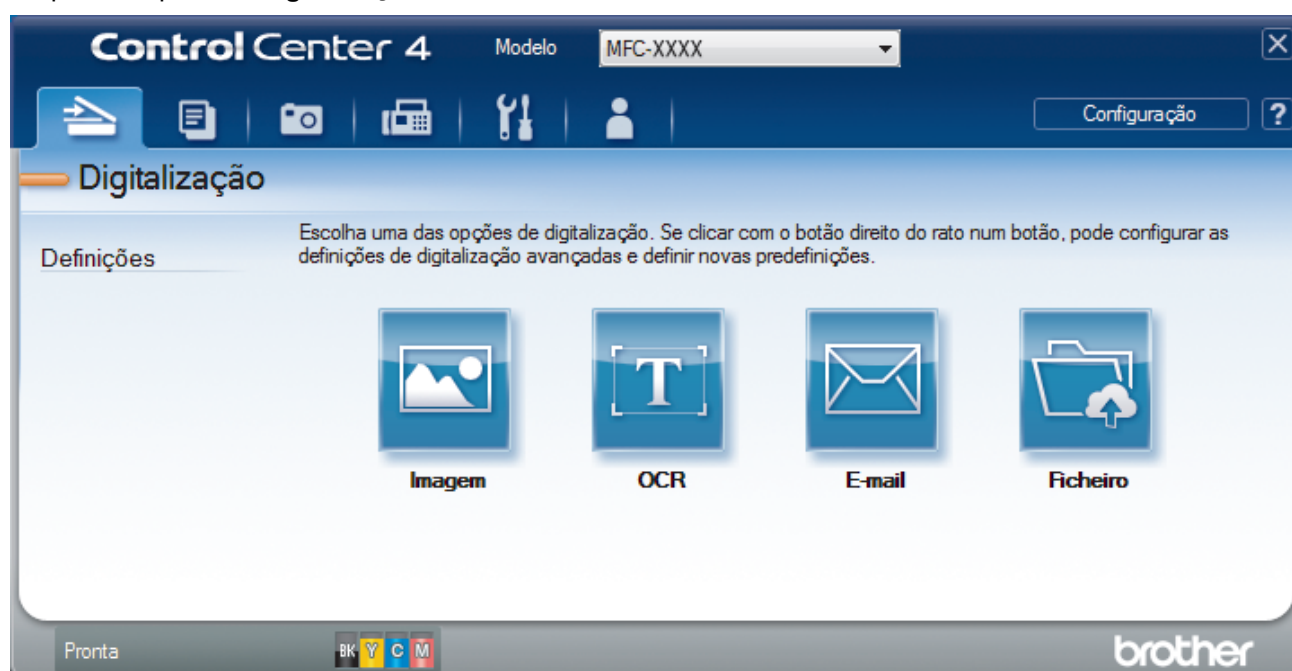 Control Center 4 Modelo MFC-XXXX
Configuração ?
Digitalização
Definições
Escolha uma das opções de digitalização. Se clicar com o botão direito do rato num botão, pode configurar as
definições de digitalização avançadas e definir novas predefinições.
T
Imagem OCR E-mail Ficheiro
Pronta BK Y C M brother